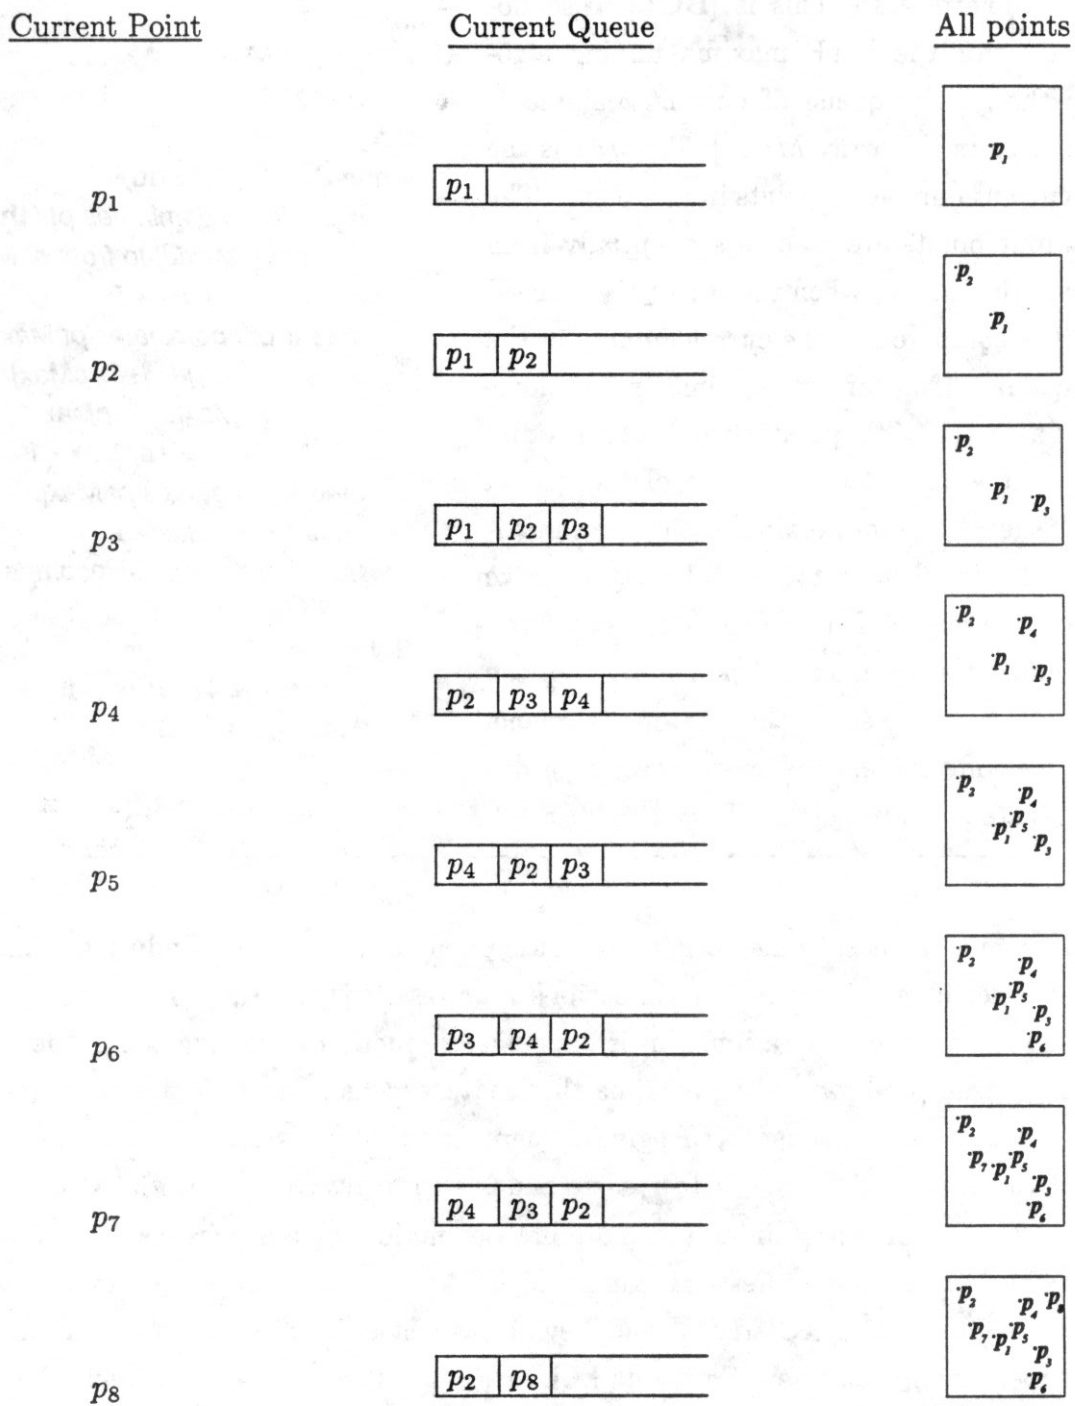 Current Point Current Queue All points
p₁
p₁ p₁
p₂
p₁
p₂ p₁ p₂
p₂
p₁ p₃
p₃ p₁ p₂ p₃
p₂ p₄
p₁ p₃
p₄ p₂ p₃ p₄
p₂ p₄
p₅
p₁ p₃
p₅ p₄ p₂ p₃
p₂ p₄
p₅
p₁ p₃
p₆
p₆ p₃ p₄ p₂
p₂ p₄
p₇ p₁ p₅
p₃
p₆
p₇ p₄ p₃ p₂
p₂ p₄ p₈
p₇ p₁ p₅
p₃
p₆
p₈ p₂ p₈